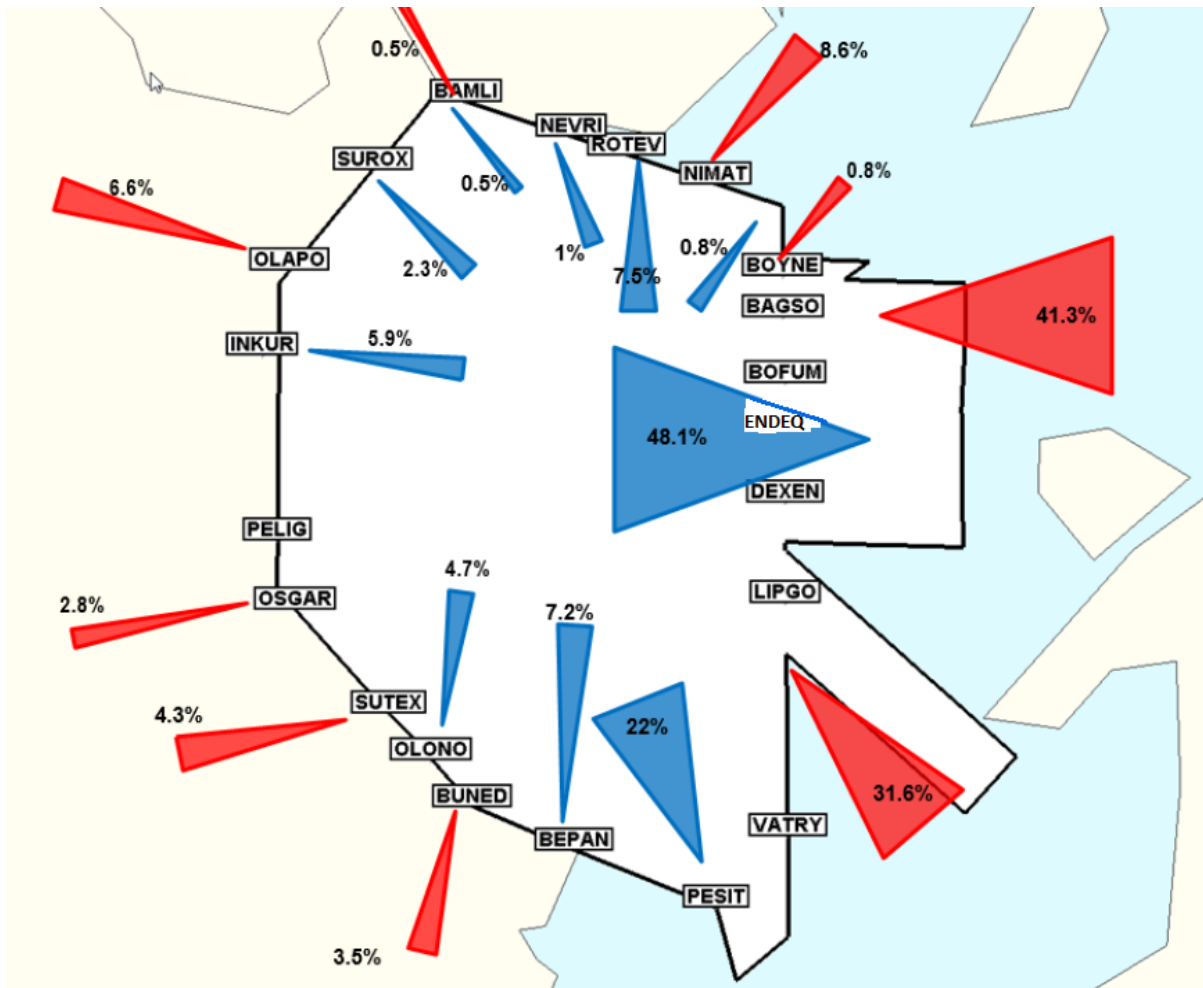 0.5%
8.6%
BAMLI
NEVRI
ROTEV
SUROX
NIMAT
0.8%
6.6%
0.5%
1%
0.8%
OLAPO
2.3%
7.5%
BOYNE
BAGSO
41.3%
INKUR
5.9%
BOFUM
48.1%
ENDEQ
DEXEN
PELIG
4.7%
LIPGO
2.8%
OSGAR
7.2%
SUTEX
4.3%
22%
OLONO
BUNED
31.6%
BEPAN
VATRY
PESIT
3.5%